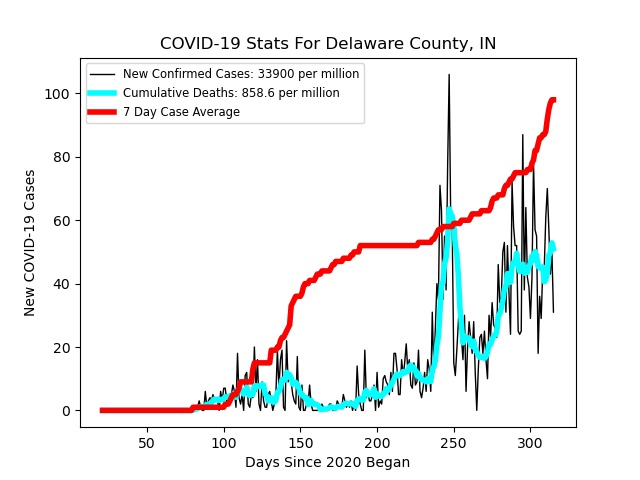 COVID-19 Stats For Delaware County, IN
New Confirmed Cases: 33900 per million
Cumulative Deaths: 858.6 per million
7 Day Case Average
New COVID-19 Cases
100
80
60
40
20
0
50 100 150 200 250 300
Days Since 2020 Began